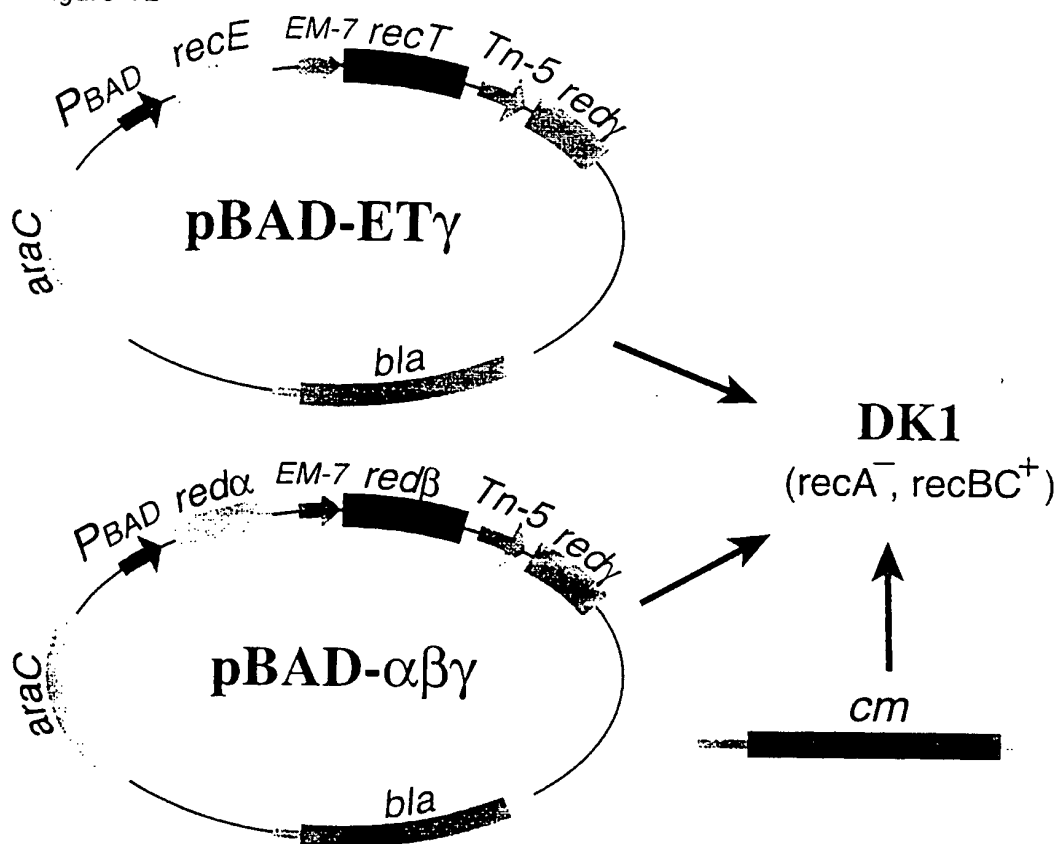 PBAD recE EM-7 recT Tn-5 redγ
araC
pBAD-ETγ
bla
DK1
(recA⁻, recBC⁺)
PBAD redα EM-7 redβ Tn-5 redγ
araC
pBAD-αβγ
cm
bla